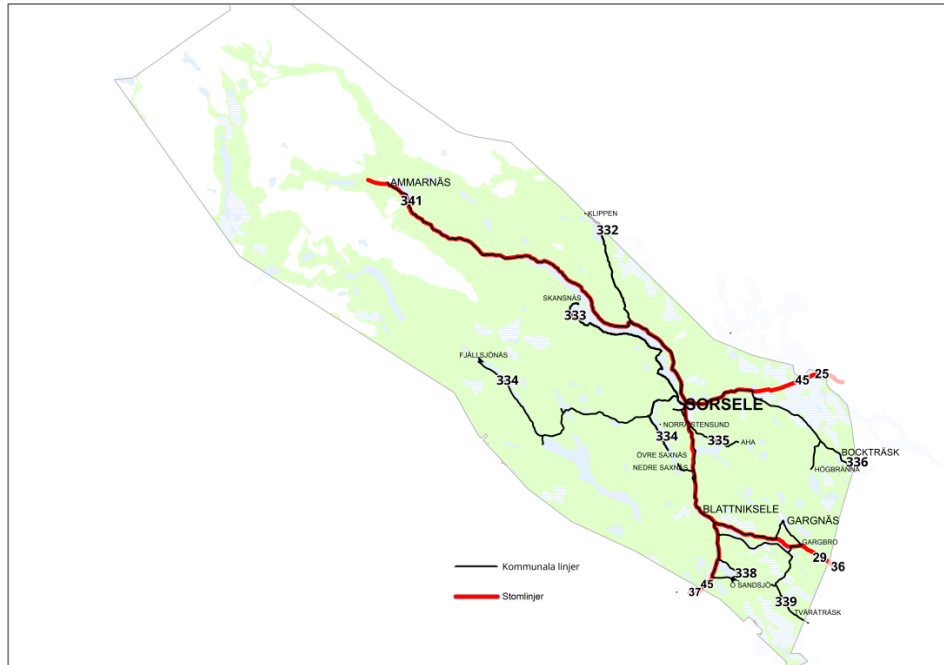 AMMARNÄS
341
KLIPPEN
332
SKANSNÄS
333
FJÄLLSJÖNÄS
334
45
25
SORSELE
NORRA STENSUND
334
335
AHA
ÖVRE SAXNÄS
NEDRE SAXNÄS
BOCKTRÄSK
336
HÖGBRÄNNA
BLATTNIKSELE
GARGNÄS
GARGBRO
29
36
338
45
37
Ö SANDSJÖ
339
TVÄRÅTRÄSK
Kommunala linjer
Stomlinjer